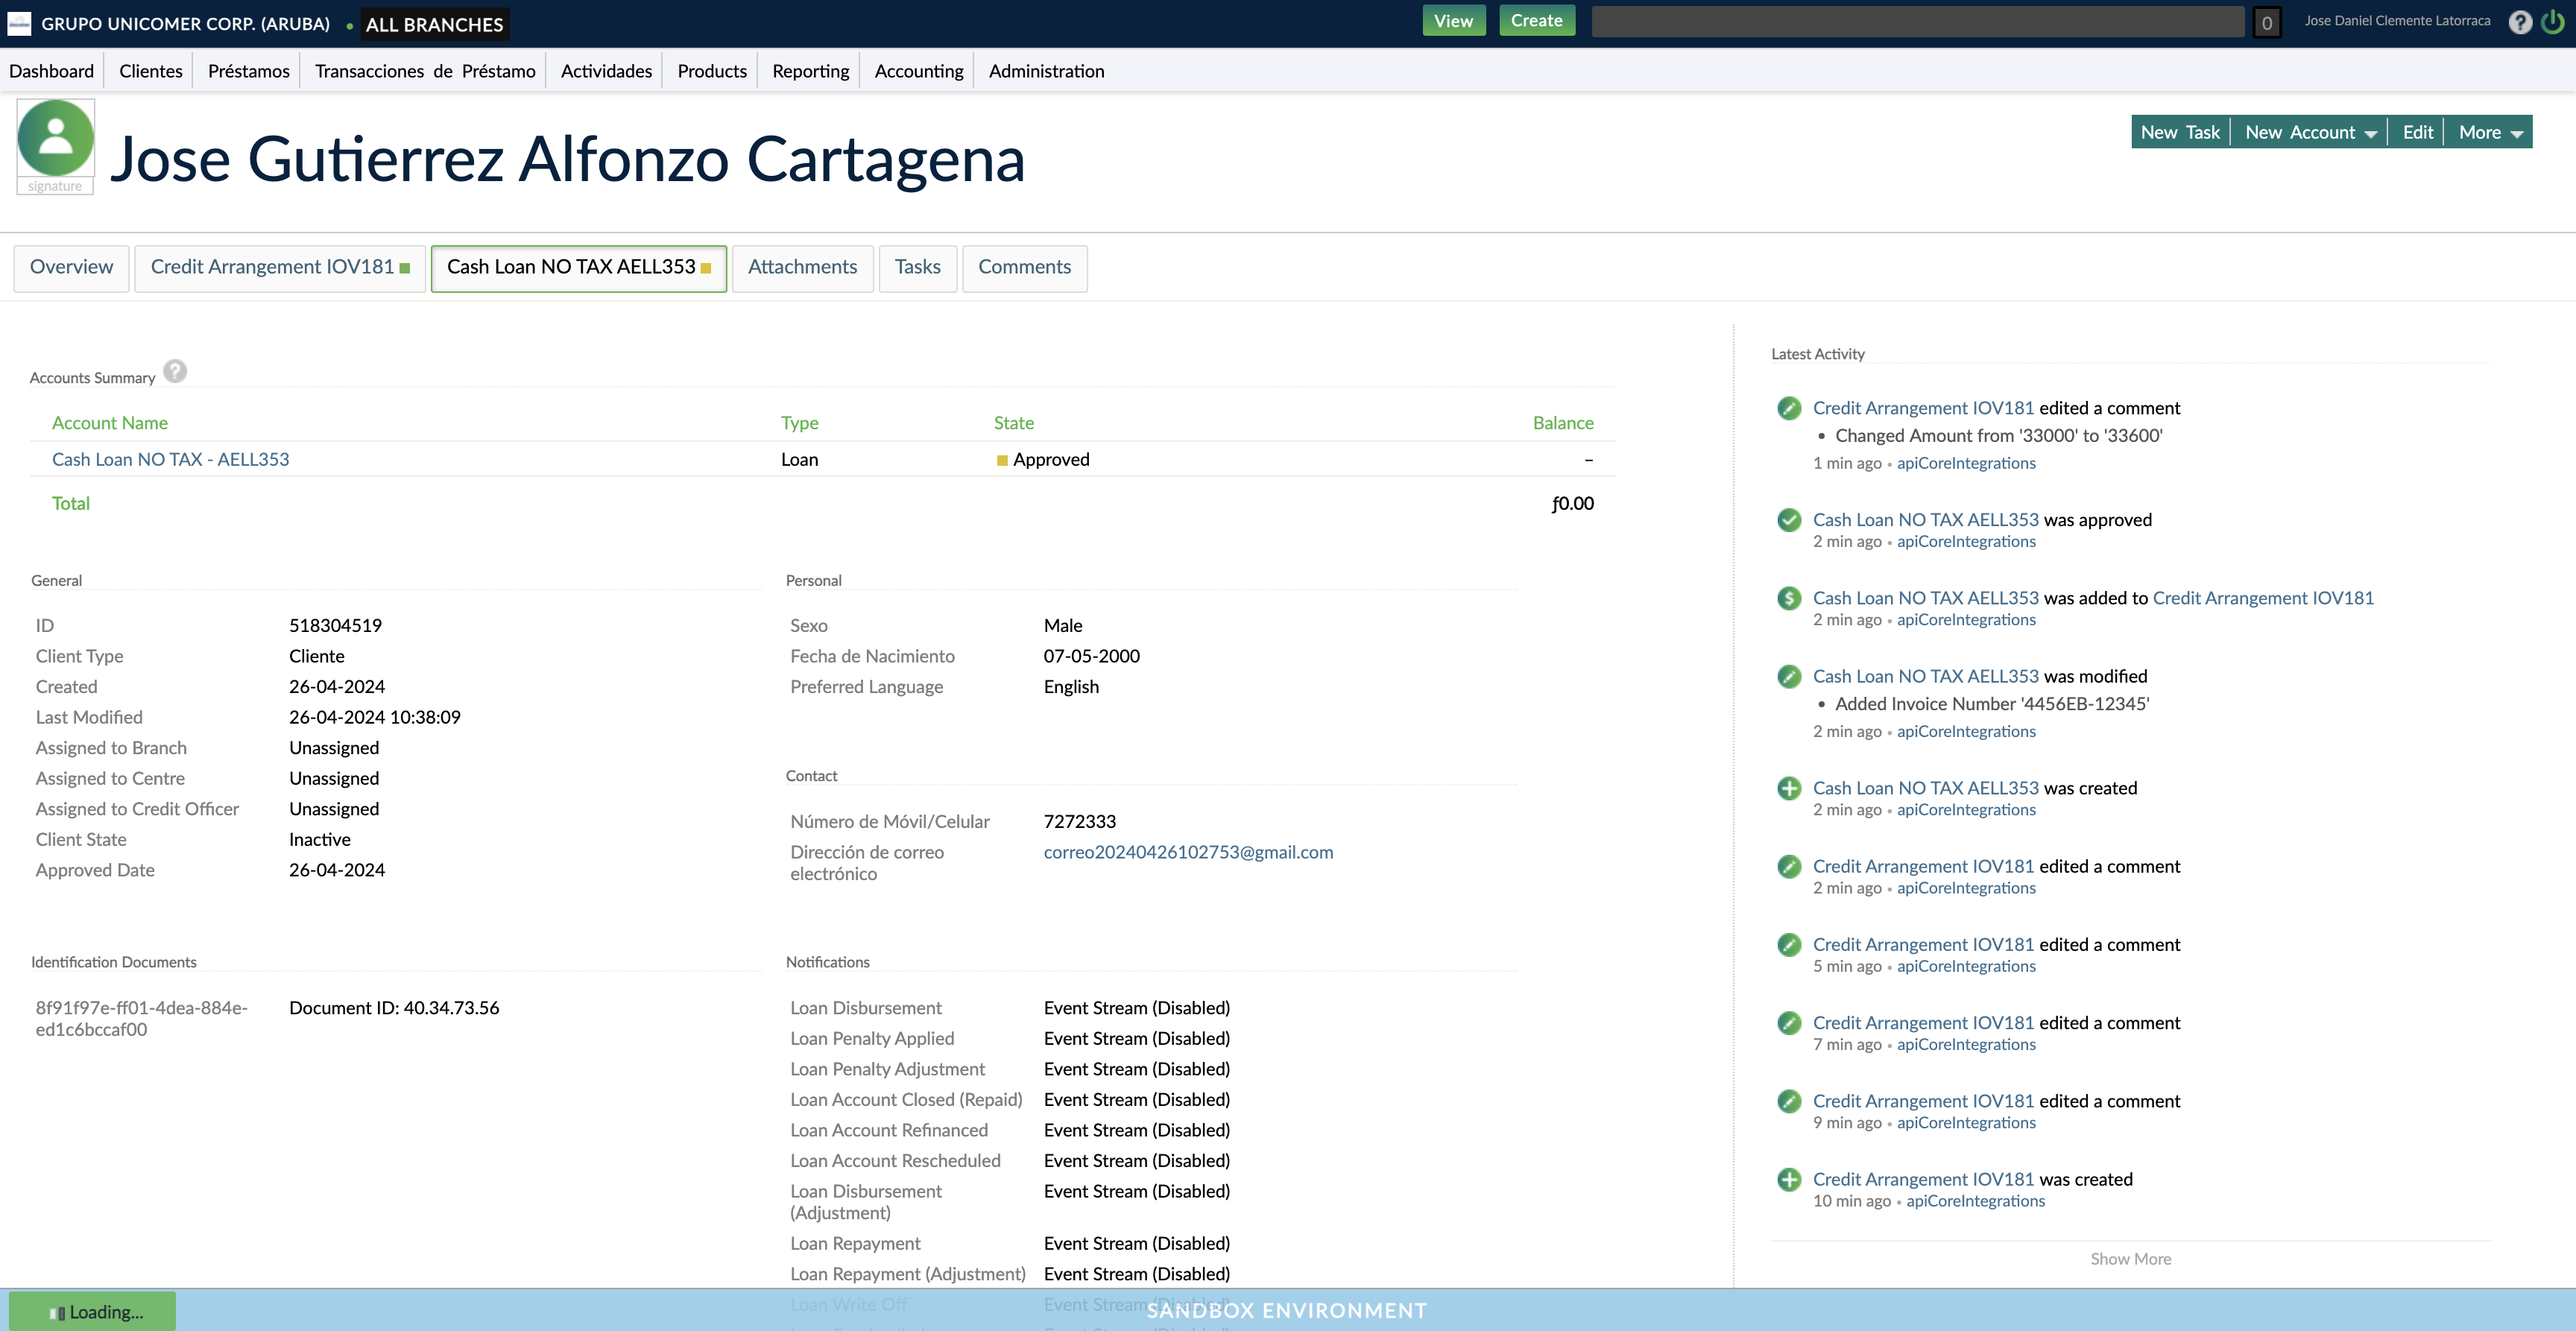 GRUPO UNICOMER CORP. (ARUBA) • ALL BRANCHES
View
Create
0
Jose Daniel Clemente Latorraca
?
Dashboard
Clientes
Préstamos
Transacciones de Préstamo
Actividades
Products
Reporting
Accounting
Administration
signature
Jose Gutierrez Alfonzo Cartagena
New Task
New Account
Edit
More
Overview
Credit Arrangement IOV181
Cash Loan NO TAX AELL353
Attachments
Tasks
Comments
Accounts Summary ?
Account Name Type State Balance
Cash Loan NO TAX - AELL353 Loan Approved –
Total ƒ0.00
General
ID 518304519
Client Type Cliente
Created 26-04-2024
Last Modified 26-04-2024 10:38:09
Assigned to Branch Unassigned
Assigned to Centre Unassigned
Assigned to Credit Officer Unassigned
Client State Inactive
Approved Date 26-04-2024
Identification Documents
8f91f97e-ff01-4dea-884e- Document ID: 40.34.73.56
ed1c6bccaf00
Personal
Sexo Male
Fecha de Nacimiento 07-05-2000
Preferred Language English
Contact
Número de Móvil/Celular 7272333
Dirección de correo correo20240426102753@gmail.com
electrónico
Notifications
Loan Disbursement Event Stream (Disabled)
Loan Penalty Applied Event Stream (Disabled)
Loan Penalty Adjustment Event Stream (Disabled)
Loan Account Closed (Repaid) Event Stream (Disabled)
Loan Account Refinanced Event Stream (Disabled)
Loan Account Rescheduled Event Stream (Disabled)
Loan Disbursement Event Stream (Disabled)
(Adjustment)
Loan Repayment Event Stream (Disabled)
Loan Repayment (Adjustment) Event Stream (Disabled)
Loan Write Off Event Stream
Latest Activity
Credit Arrangement IOV181 edited a comment
• Changed Amount from '33000' to '33600'
1 min ago • apiCoreIntegrations
Cash Loan NO TAX AELL353 was approved
2 min ago • apiCoreIntegrations
Cash Loan NO TAX AELL353 was added to Credit Arrangement IOV181
2 min ago • apiCoreIntegrations
Cash Loan NO TAX AELL353 was modified
• Added Invoice Number '4456EB-12345'
2 min ago • apiCoreIntegrations
Cash Loan NO TAX AELL353 was created
2 min ago • apiCoreIntegrations
Credit Arrangement IOV181 edited a comment
2 min ago • apiCoreIntegrations
Credit Arrangement IOV181 edited a comment
5 min ago • apiCoreIntegrations
Credit Arrangement IOV181 edited a comment
7 min ago • apiCoreIntegrations
Credit Arrangement IOV181 edited a comment
9 min ago • apiCoreIntegrations
Credit Arrangement IOV181 was created
10 min ago • apiCoreIntegrations
Show More
Loading...
SANDBOX ENVIRONMENT